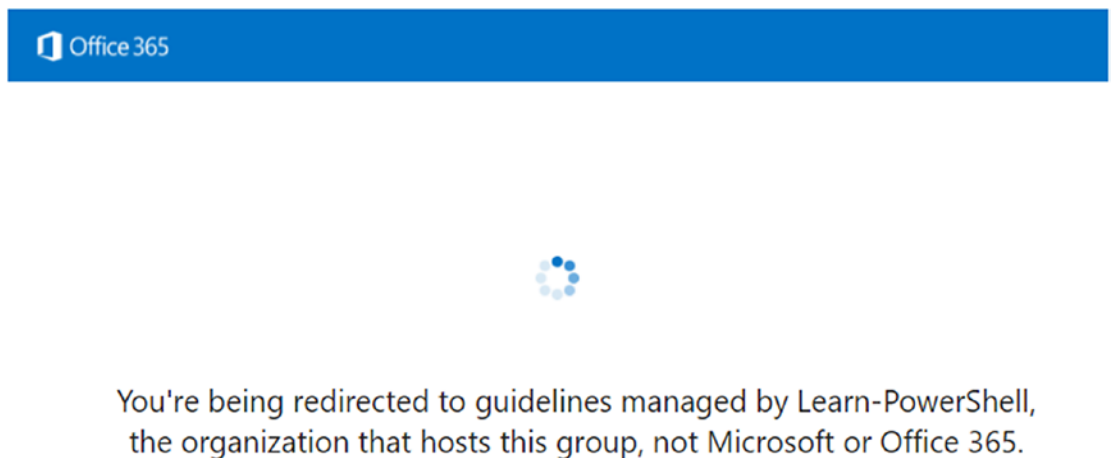 Office 365
You're being redirected to guidelines managed by Learn-PowerShell,
the organization that hosts this group, not Microsoft or Office 365.